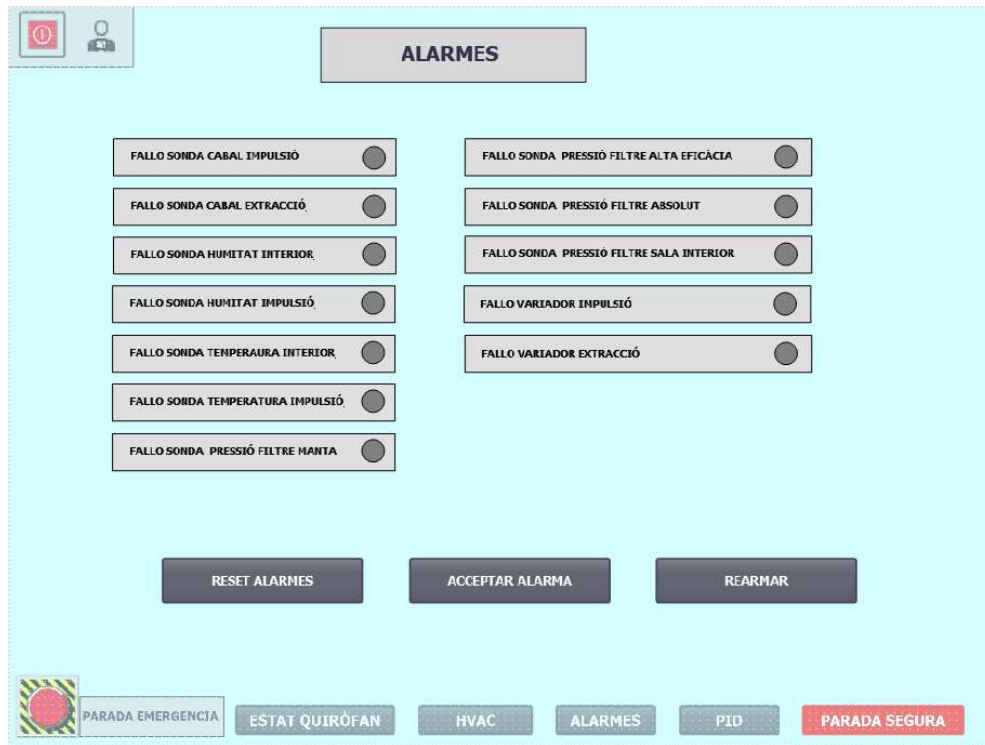 ALARMES
FALLO SONDA CABAL IMPULSIÓ
FALLO SONDA CABAL EXTRACCIÓ
FALLO SONDA HUMITAT INTERIOR
FALLO SONDA HUMITAT IMPULSIÓ
FALLO SONDA TEMPERAURA INTERIOR
FALLO SONDA TEMPERATURA IMPULSIÓ
FALLO SONDA PRESSIÓ FILTRE MANTA
FALLO SONDA PRESSIÓ FILTRE ALTA EFICÀCIA
FALLO SONDA PRESSIÓ FILTRE ABSOLUT
FALLO SONDA PRESSIÓ FILTRE SALA INTERIOR
FALLO VARIADOR IMPULSIÓ
FALLO VARIADOR EXTRACCIÓ
RESET ALARMES
ACCEPTAR ALARMA
REARMAR
PARADA EMERGENCIA
ESTAT QUIRÒFAN
HVAC
ALARMES
PID
PARADA SEGURA